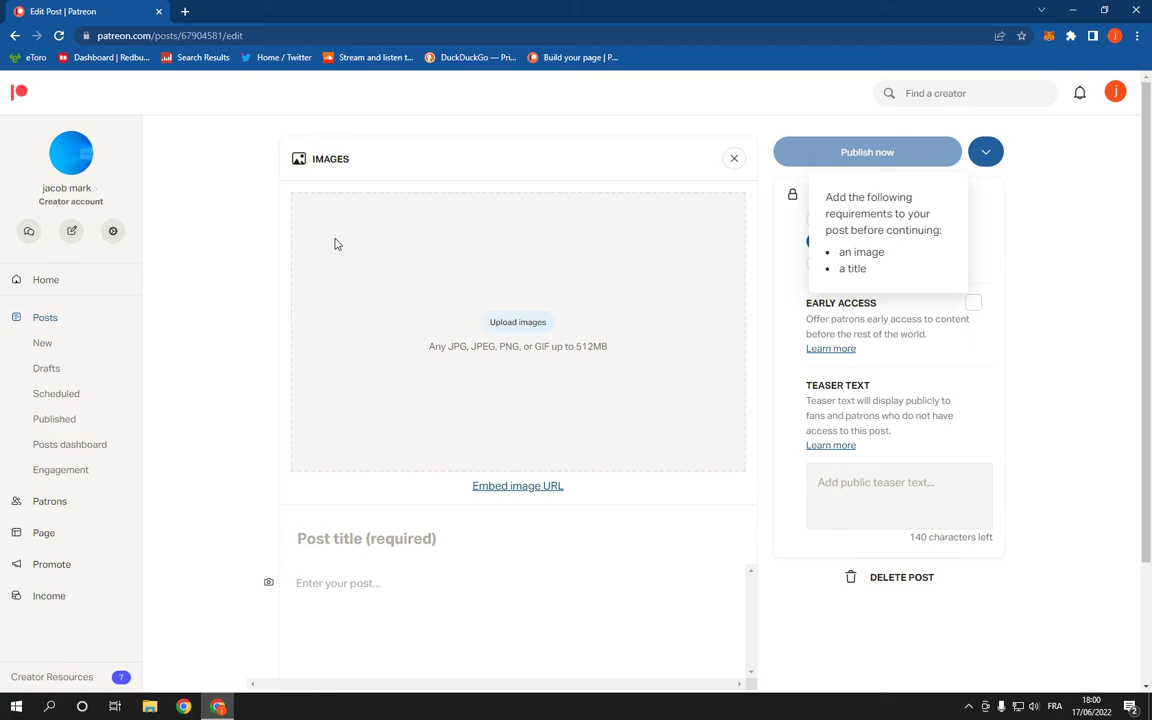 Edit Post | Patreon
patreon.com/posts/67904581/edit
eToro
Dashboard | Redbu...
Search Results
Home / Twitter
Stream and listen t...
DuckDuckGo — Pri...
Build your page | P...
j
Find a creator
j
jacob mark
Creator account
Home
Posts
New
Drafts
Scheduled
Published
Posts dashboard
Engagement
Patrons
Page
Promote
Income
Creator Resources
7
IMAGES
Upload images
Any JPG, JPEG, PNG, or GIF up to 512MB
Embed image URL
Post title (required)
Enter your post...
Publish now
Add the following
requirements to your
post before continuing:
• an image
• a title
EARLY ACCESS
Offer patrons early access to content
before the rest of the world.
Learn more
TEASER TEXT
Teaser text will display publicly to
fans and patrons who do not have
access to this post.
Learn more
Add public teaser text...
140 characters left
DELETE POST
FRA
18:00
17/06/2022
2